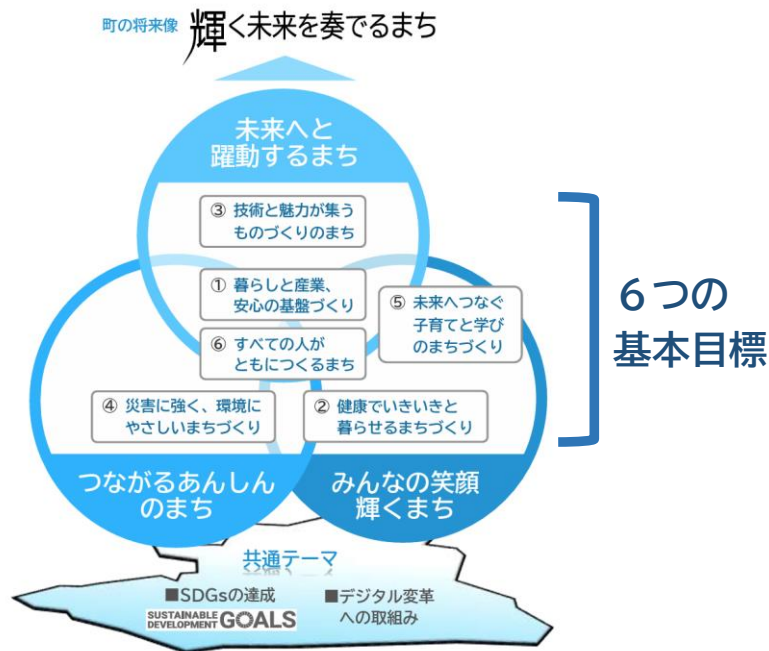 町の将来像 輝く未来を奏でるまち
未来へと
躍動するまち
③ 技術と魅力が集う
ものづくりのまち
① 暮らしと産業、
安心の基盤づくり
⑤ 未来へつなぐ
子育てと学び
のまちづくり
⑥ すべての人が
ともにつくるまち
④ 災害に強く、環境に
やさしいまちづくり
② 健康でいきいきと
暮らせるまちづくり
つながるあんしん
のまち
みんなの笑顔
輝くまち
6つの
基本目標
共通テーマ
■SDGsの達成
SUSTAINABLE
DEVELOPMENT GOALS
■デジタル変革
への取組み